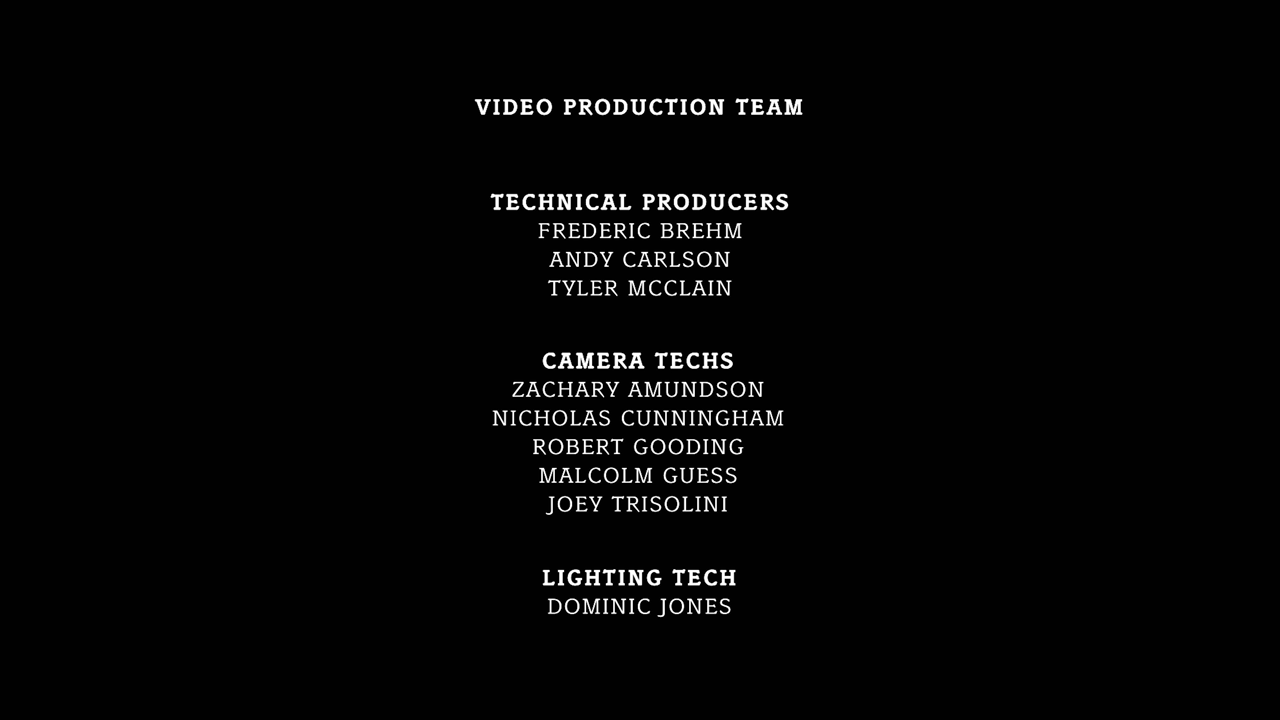 VIDEO PRODUCTION TEAM
TECHNICAL PRODUCERS
FREDERIC BREHM
ANDY CARLSON
TYLER MCCLAIN
CAMERA TECHS
ZACHARY AMUNDSON
NICHOLAS CUNNINGHAM
ROBERT GOODING
MALCOLM GUESS
JOEY TRISOLINI
LIGHTING TECH
DOMINIC JONES